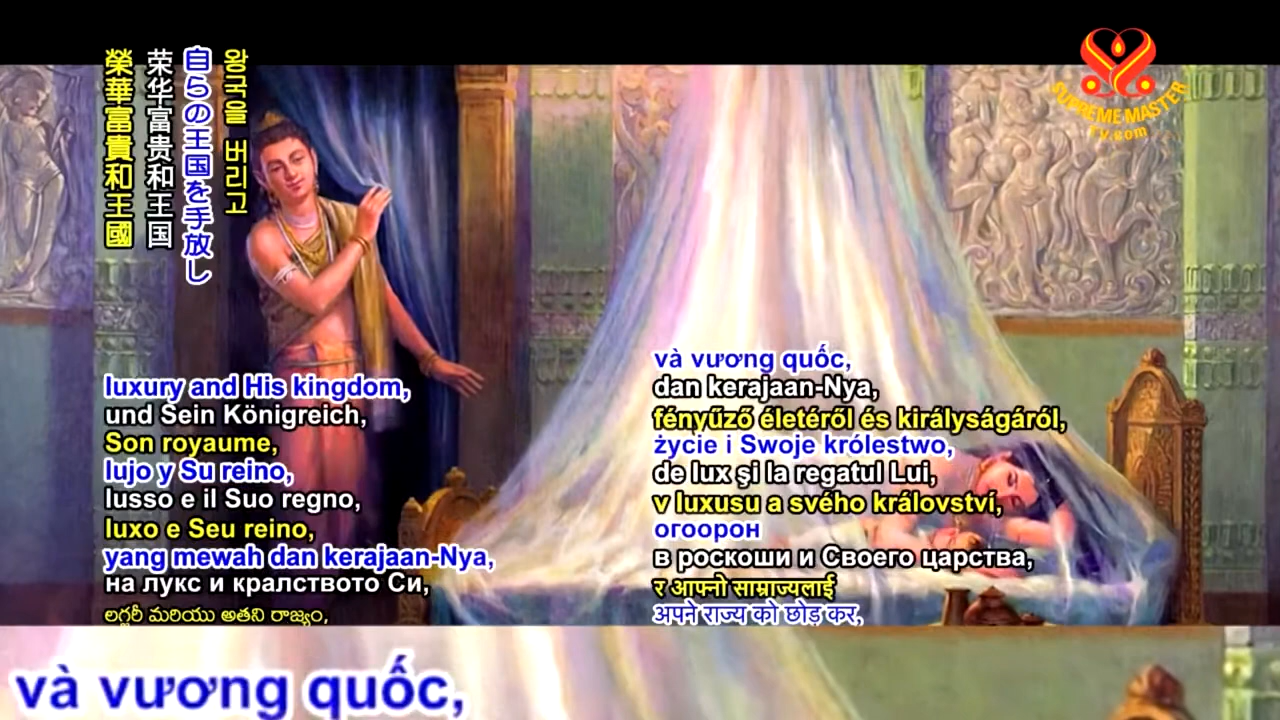 榮華富貴和王國
荣华富贵和王国
自らの王国を手放し
왕국을 버리고
SUPREME MASTER
TV.com
luxury and His kingdom,
und Sein Königreich,
Son royaume,
lujo y Su reino,
lusso e il Suo regno,
luxo e Seu reino,
yang mewah dan kerajaan-Nya,
на лукс и кралството Си,
లగ్జరీ మరియు అతని రాజ్యం,
và vương quốc,
dan kerajaan-Nya,
fényűző életéről és királyságáról,
życie i Swoje królestwo,
de lux şi la regatul Lui,
v luxusu a svého království,
огоорон
в роскоши и Своего царства,
र आफ्नो साम्राज्यलाई
अपने राज्य को छोड़ कर,
và vương quốc,